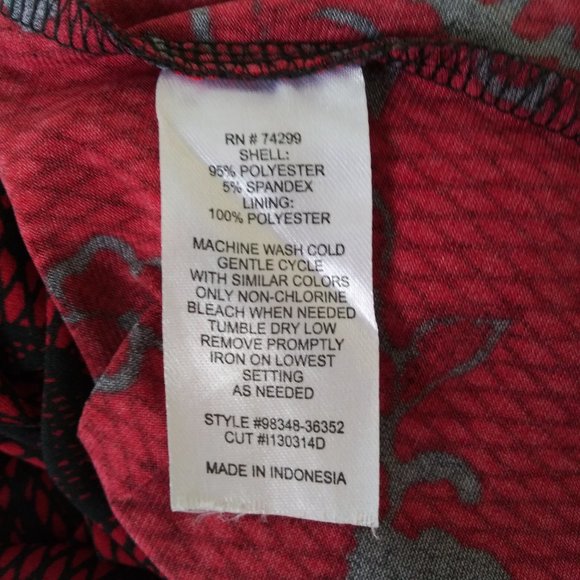 RN # 74299
SHELL:
95% POLYESTER
5% SPANDEX
LINING:
100% POLYESTER
MACHINE WASH COLD
GENTLE CYCLE
WITH SIMILAR COLORS
ONLY NON-CHLORINE
BLEACH WHEN NEEDED
TUMBLE DRY LOW
REMOVE PROMPTLY
IRON ON LOWEST
SETTING
AS NEEDED
STYLE #98348-36352
CUT #I130314D
MADE IN INDONESIA